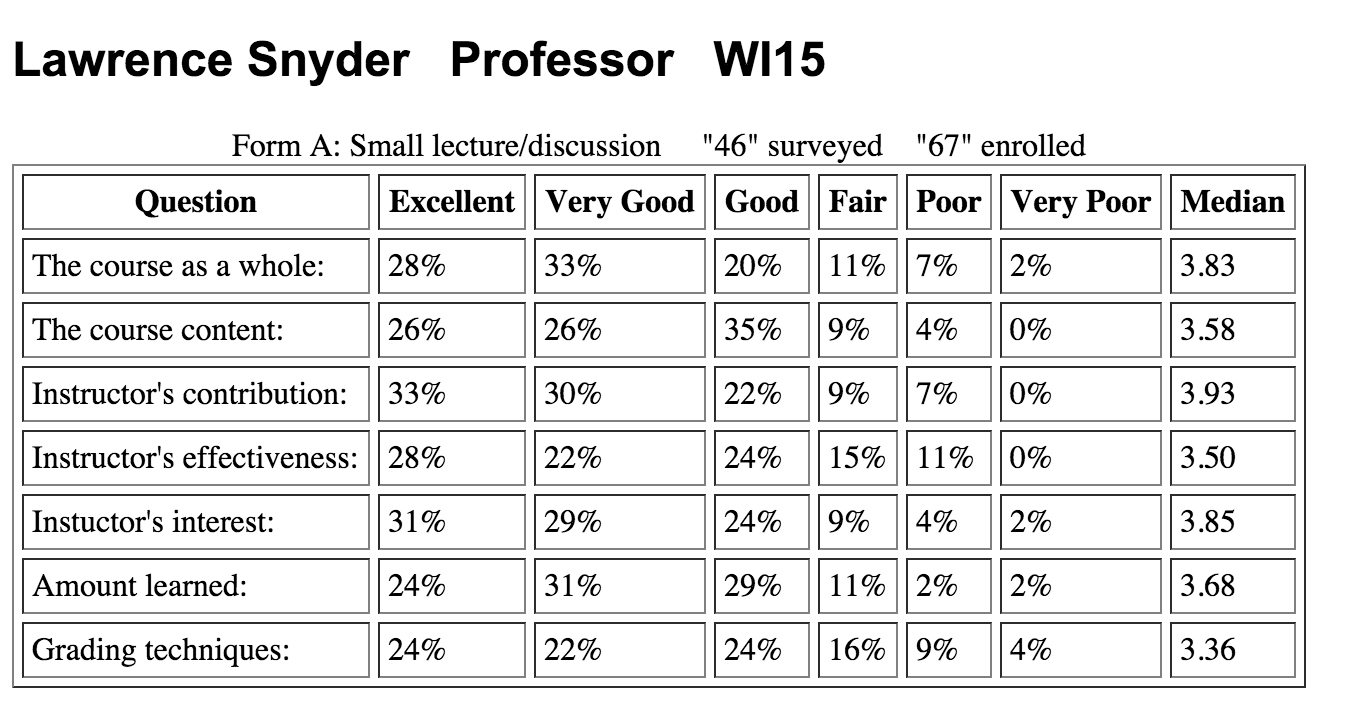 Lawrence Snyder Professor WI15
Form A: Small lecture/discussion "46" surveyed "67" enrolled
Question Excellent Very Good Good Fair Poor Very Poor Median
The course as a whole: 28% 33% 20% 11% 7% 2% 3.83
The course content: 26% 26% 35% 9% 4% 0% 3.58
Instructor's contribution: 33% 30% 22% 9% 7% 0% 3.93
Instructor's effectiveness: 28% 22% 24% 15% 11% 0% 3.50
Instuctor's interest: 31% 29% 24% 9% 4% 2% 3.85
Amount learned: 24% 31% 29% 11% 2% 2% 3.68
Grading techniques: 24% 22% 24% 16% 9% 4% 3.36